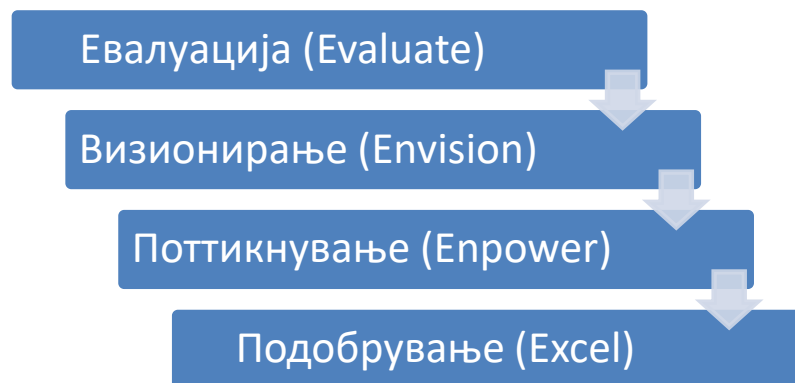 Евалуација (Evaluate)
Визионирање (Envision)
Поттикнување (Enpower)
Подобрување (Excel)